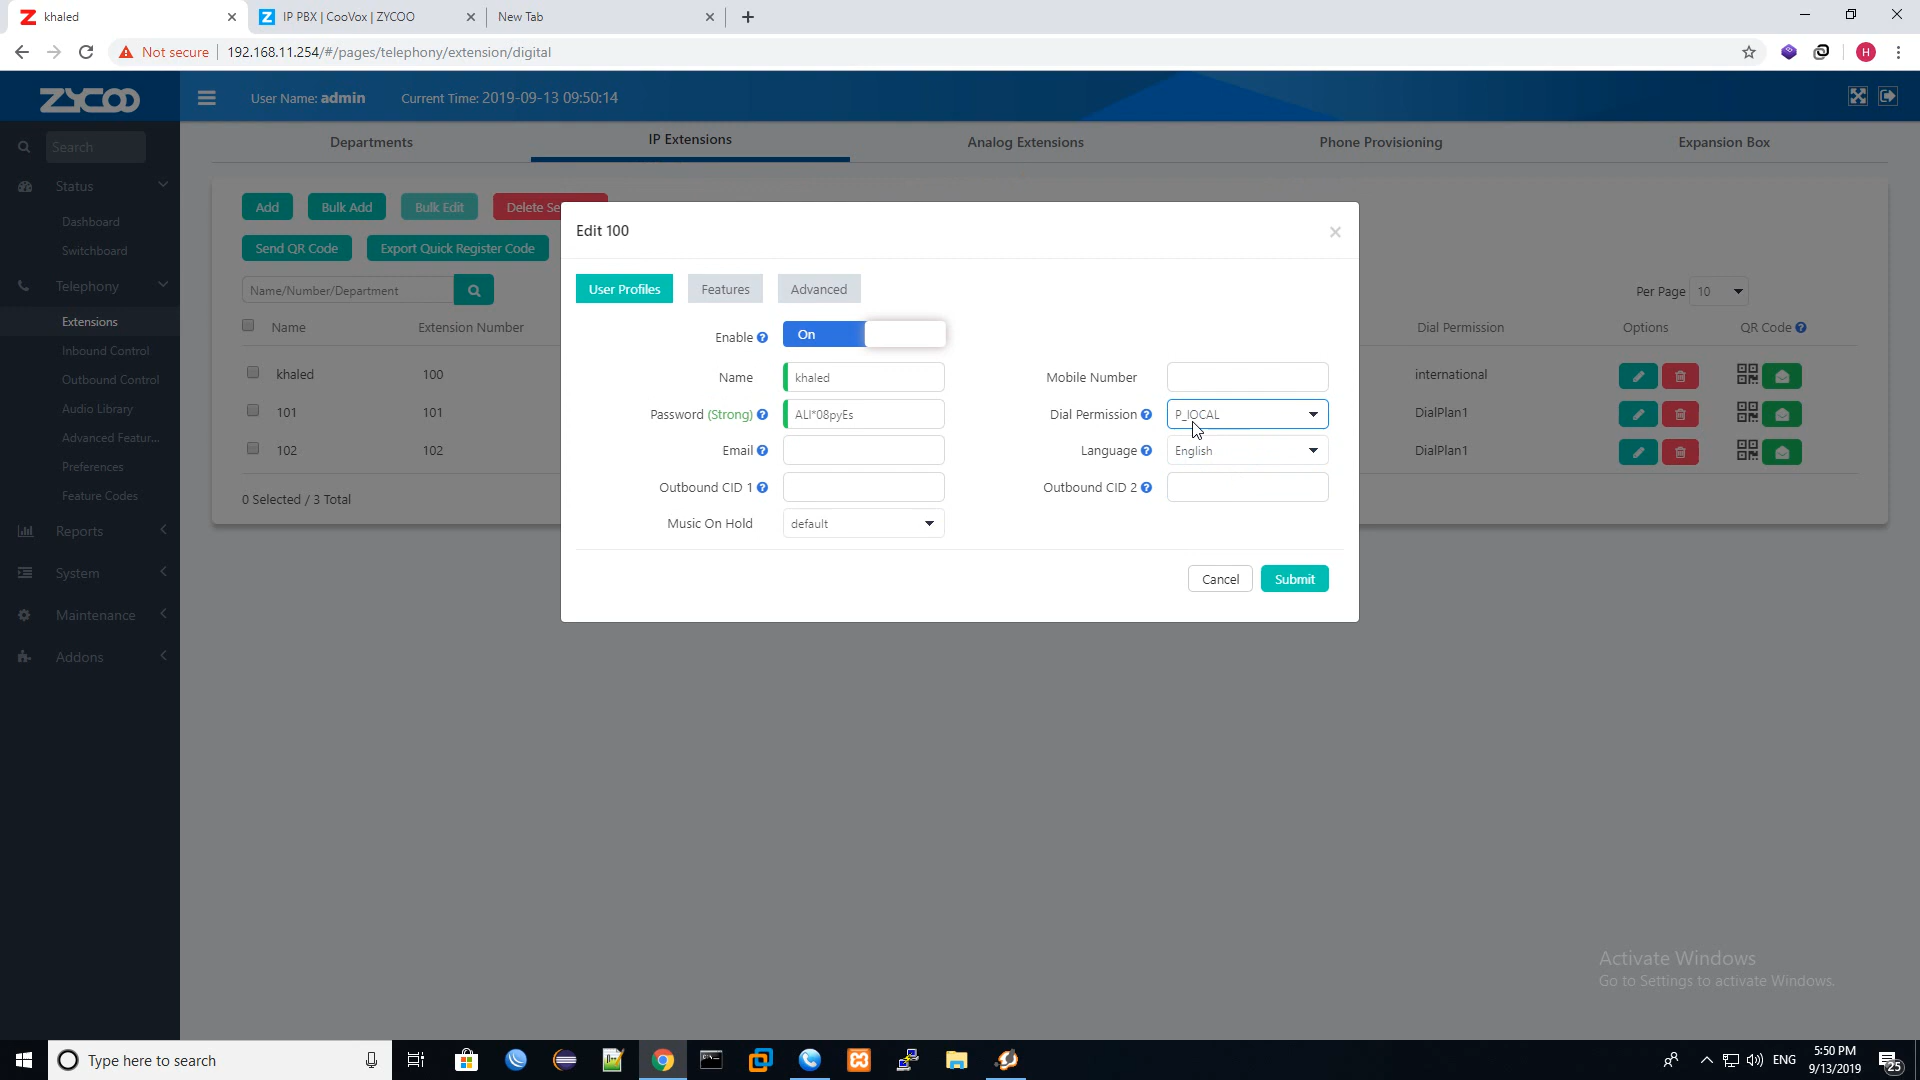 khaled
IP PBX | CooVox | ZYCOO
New Tab
Not secure
192.168.11.254/#/pages/telephony/extension/digital
H
ZYCOO
User Name: admin
Current Time: 2019-09-13 09:50:14
Search
Status
Dashboard
Switchboard
Telephony
Extensions
Inbound Control
Outbound Control
Audio Library
Advanced Featur...
Preferences
Feature Codes
Reports
System
Maintenance
Addons
Departments
IP Extensions
Analog Extensions
Phone Provisioning
Expansion Box
Add
Bulk Add
Bulk Edit
Delete Se
Send QR Code
Export Quick Register Code
Name/Number/Department
Per Page 10
Name Extension Number Dial Permission Options QR Code
khaled 100 international
101 101 DialPlan1
102 102 DialPlan1
0 Selected / 3 Total
Edit 100
User Profiles
Features
Advanced
Enable On
Name khaled
Mobile Number
Password (Strong) ALI*08pyEs
Dial Permission P_lOCAL
Email
Language English
Outbound CID 1
Outbound CID 2
Music On Hold default
Cancel
Submit
Activate Windows
Go to Settings to activate Windows.
Type here to search
ENG
5:50 PM
9/13/2019
25